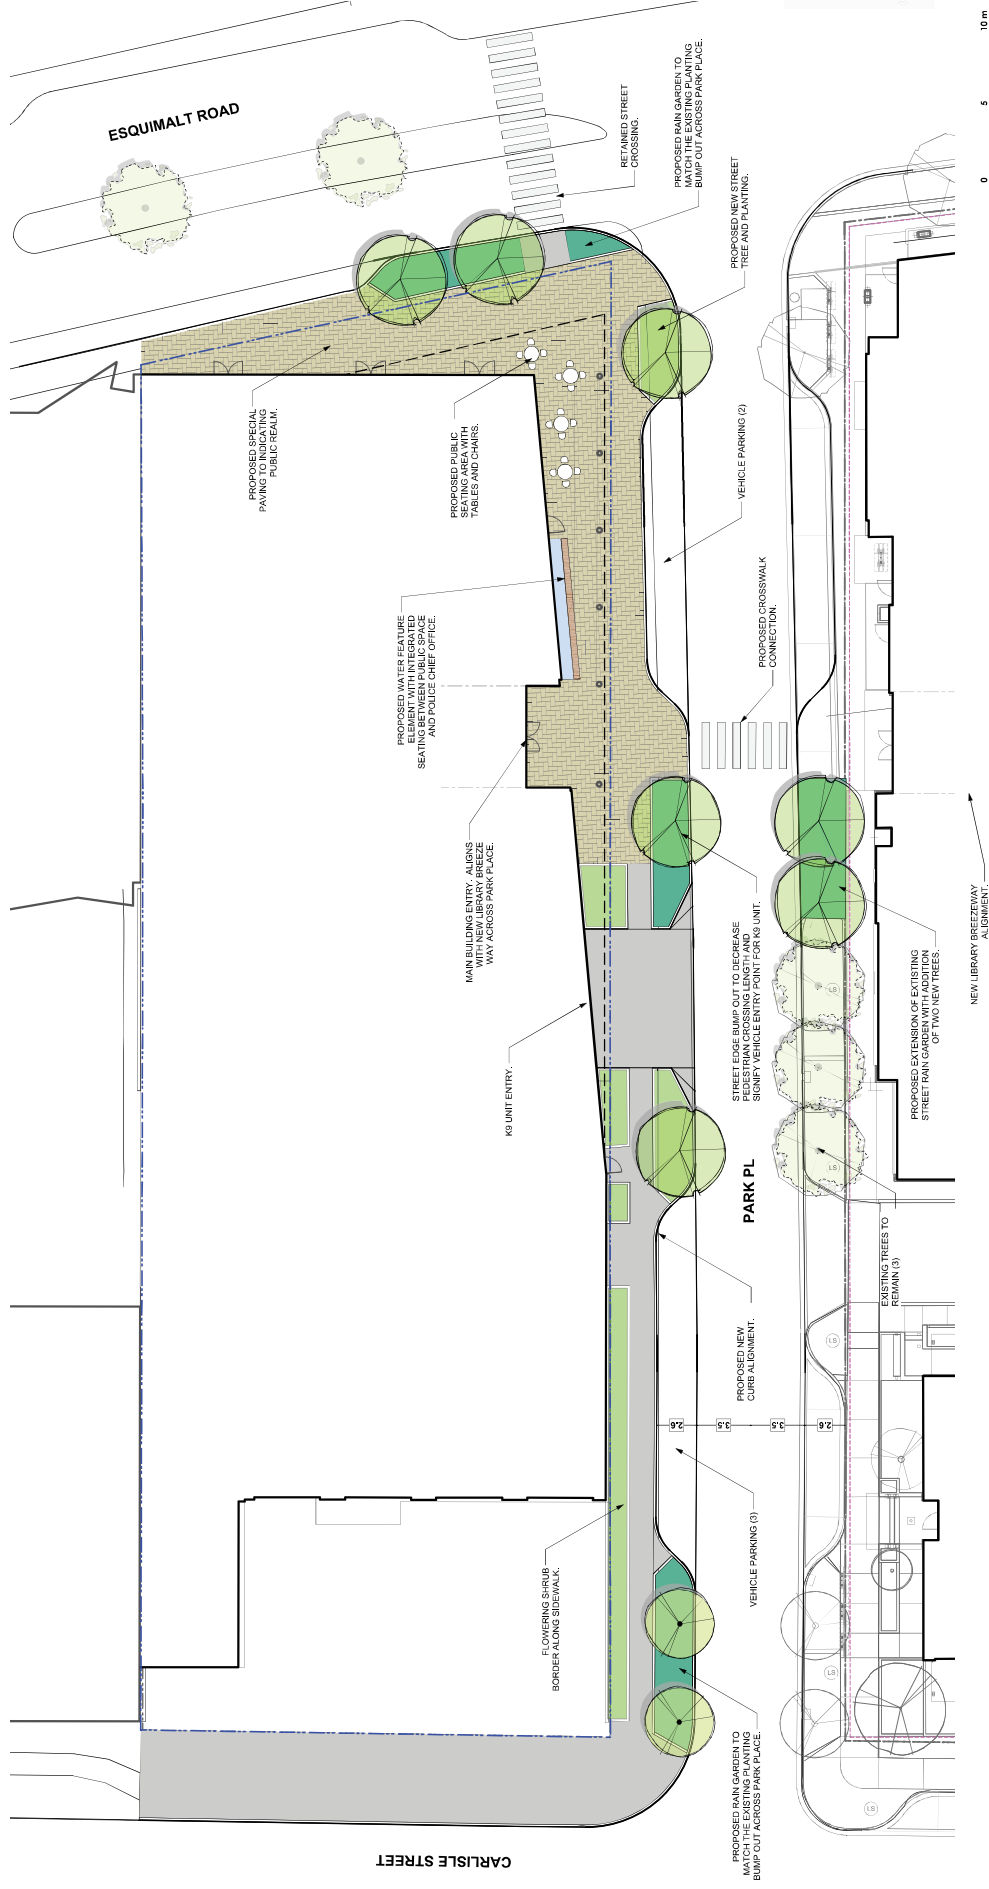 ESQUIMALT ROAD
10 m
5
0
RETAINED STREET
CROSSING.
PROPOSED RAIN GARDEN TO
MATCH THE EXISTING PLANTING
BUMP OUT ACROSS PARK PLACE.
PROPOSED NEW STREET
TREE AND PLANTING.
PROPOSED SPECIAL
PAVING TO INDICATING
PUBLIC REALM.
PROPOSED PUBLIC
SEATING AREA WITH
TABLES AND CHAIRS.
VEHICLE PARKING (2)
PROPOSED WATER FEATURE
ELEMENT WITH INTEGRATED
SEATING BETWEEN PUBLIC SPACE
AND POLICE CHIEF OFFICE.
PROPOSED CROSSWALK
CONNECTION.
MAIN BUILDING ENTRY. ALIGNS
WITH NEW LIBRARY BREEZE
WAY ACROSS PARK PLACE.
NEW LIBRARY BREEZEWAY
ALIGNMENT.
K9 UNIT ENTRY.
STREET EDGE BUMP OUT TO DECREASE
PEDESTRIAN CROSSING LENGTH AND
SIGNIFY VEHICLE ENTRY POINT FOR K9 UNIT.
PROPOSED EXTENSION OF EXTISTING
STREET RAIN GARDEN WITH ADDITION
OF TWO NEW TREES.
LS
LS
PARK PL
EXISTING TREES TO
REMAIN (3)
PROPOSED NEW
CURB ALIGNMENT.
LS
2.6
3.5
3.5
2.6
VEHICLE PARKING (3)
FLOWERING SHRUB
BORDER ALONG SIDEWALK.
LS
PROPOSED RAIN GARDEN TO
MATCH THE EXISTING PLANTING
BUMP OUT ACROSS PARK PLACE.
LS
CARLISLE STREET